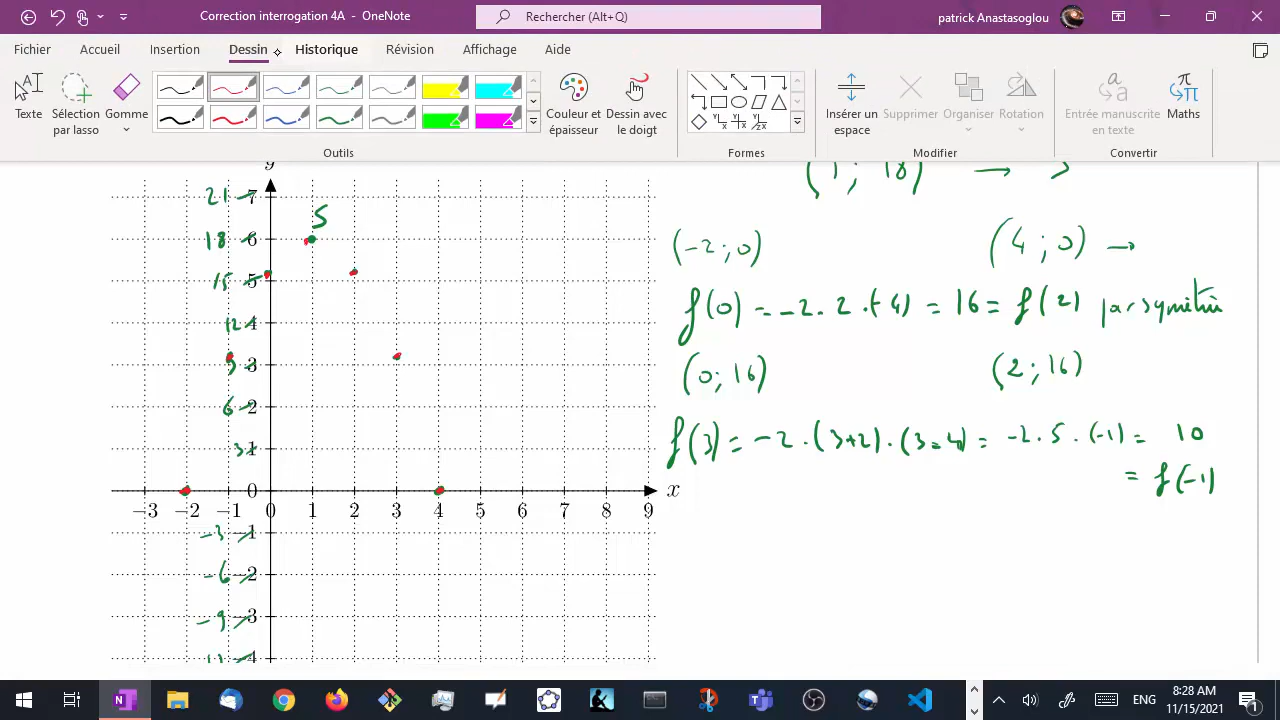 Correction interrogation 4A - OneNote
Rechercher (Alt+Q)
patrick Anastasoglou
Fichier Accueil Insertion Dessin Historique Révision Affichage Aide
Texte
Sélection par lasso
Gomme
Couleur et épaisseur
Dessin avec le doigt
Insérer un espace
Supprimer
Organiser
Rotation
Entrée manuscrite en texte
Maths
Outils Formes Modifier Convertir
y
(1 ; 18) → S
21 7
18 6
S
15 5
12 4
9 3
6 2
3 1
0
-3 -2 -1 0 1 2 3 4 5 6 7 8 9 x
-3 -1
-6 -2
-9 -3
-12 -4
(-2 ; 0) (4 ; 0) →
f(0) = -2 . 2 . (-4) = 16 = f(2) par symétrie
(0 ; 16) (2 ; 16)
f(3) = -2 . (3+2) . (3-4) = -2 . 5 . (-1) = 10
= f(-1)
ENG
8:28 AM
11/15/2021
1